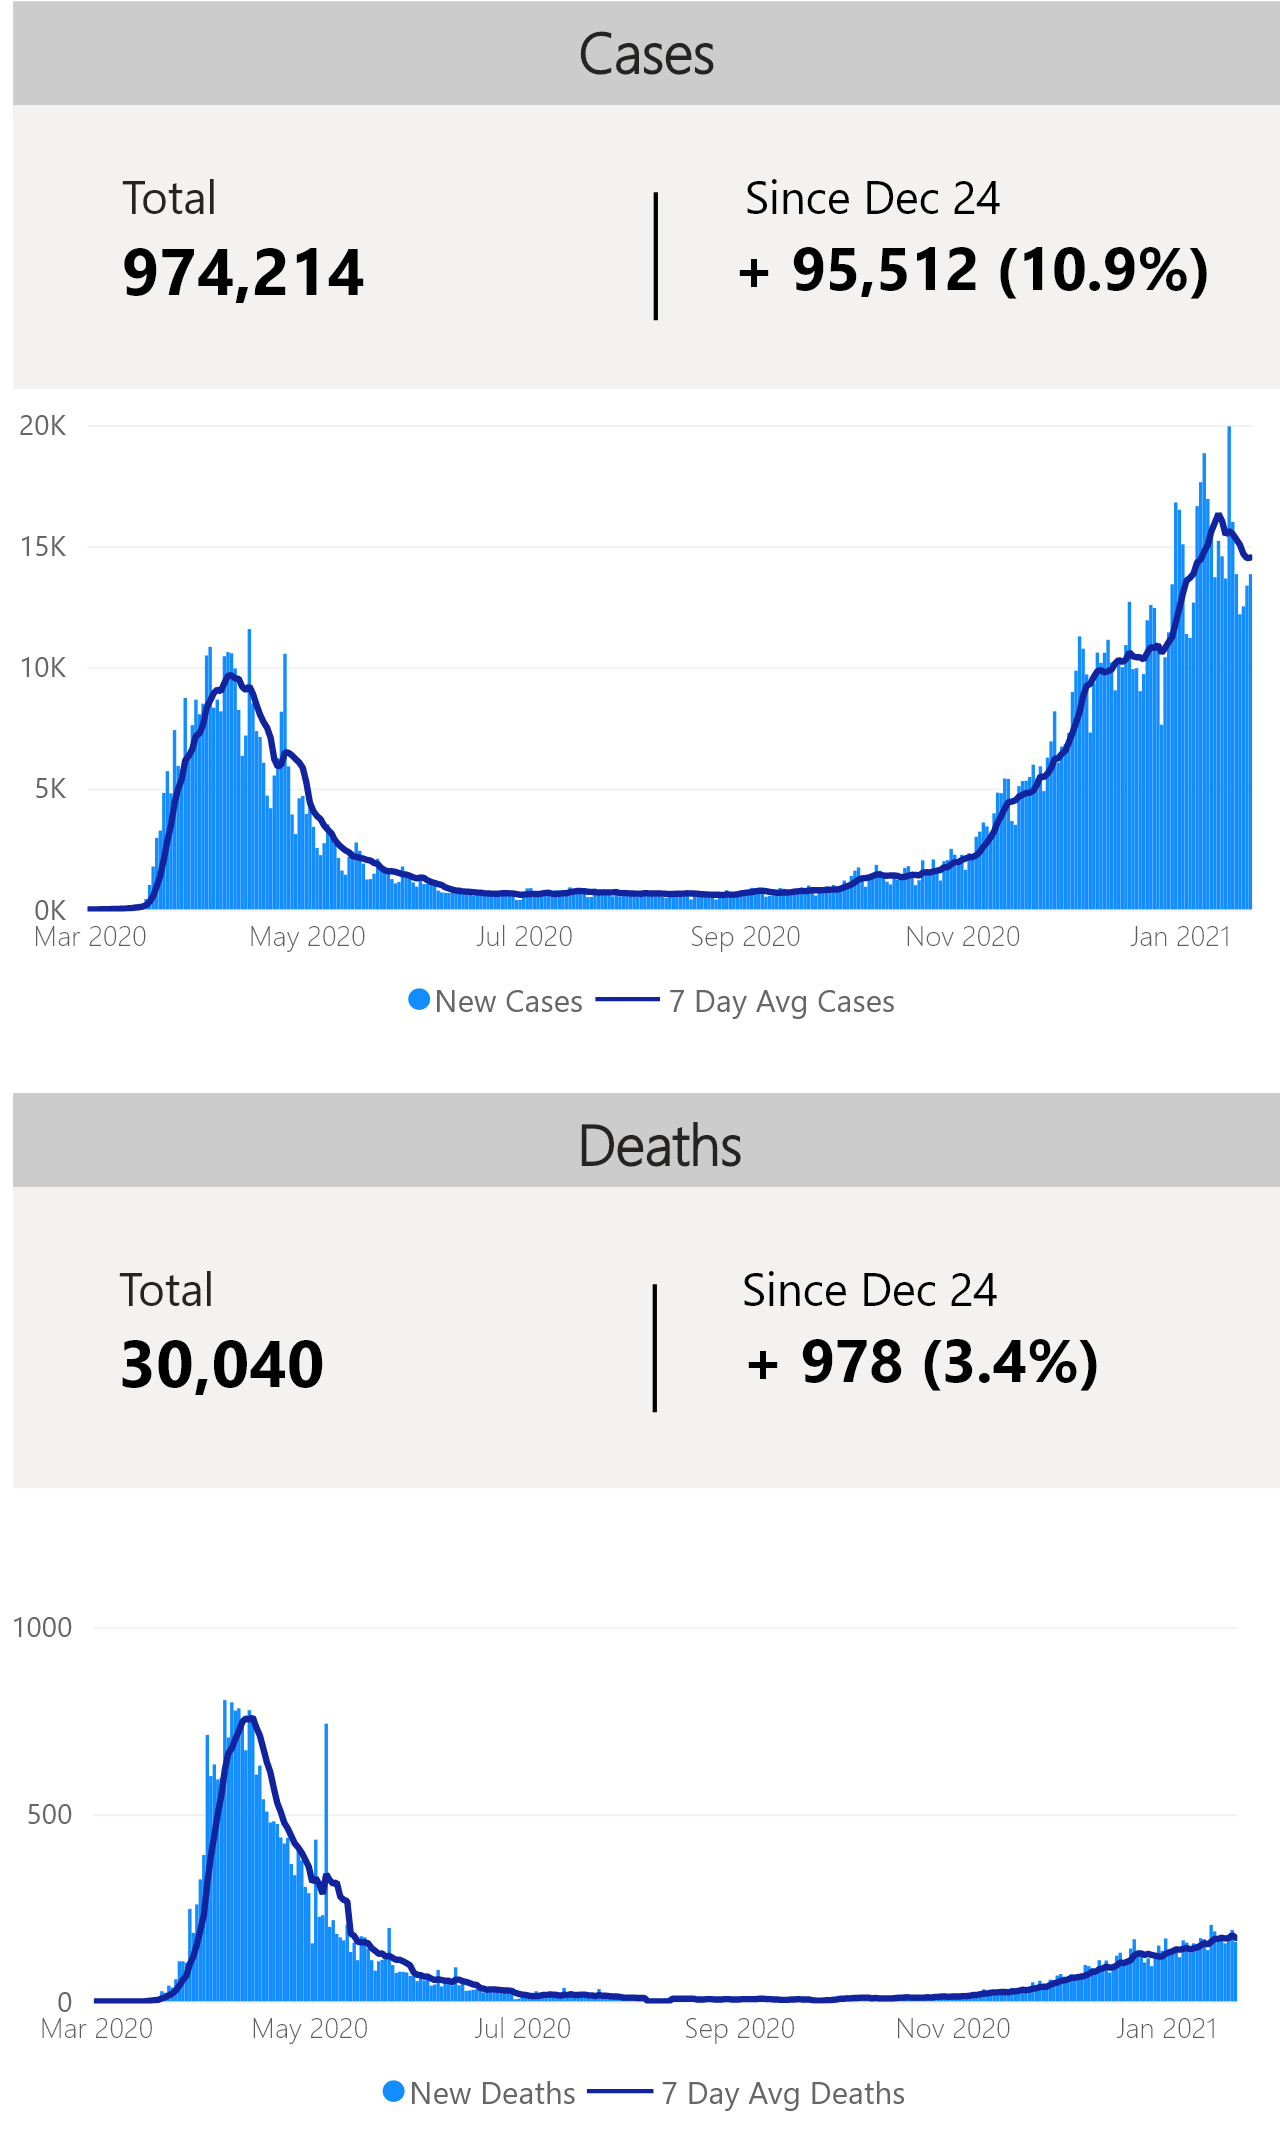 Cases
Total
Since Dec 24
974,214
+ 95,512 (10.9%)
20K
15K
10K
5K
0K
Mar 2020
May 2020
Jul 2020
Sep 2020
Nov 2020
Jan 2021
New Cases
7 Day Avg Cases
Deaths
Total
Since Dec 24
30,040
+ 978 (3.4%)
1000
500
0
Mar 2020
May 2020
Jul 2020
Sep 2020
Nov 2020
Jan 2021
New Deaths
7 Day Avg Deaths